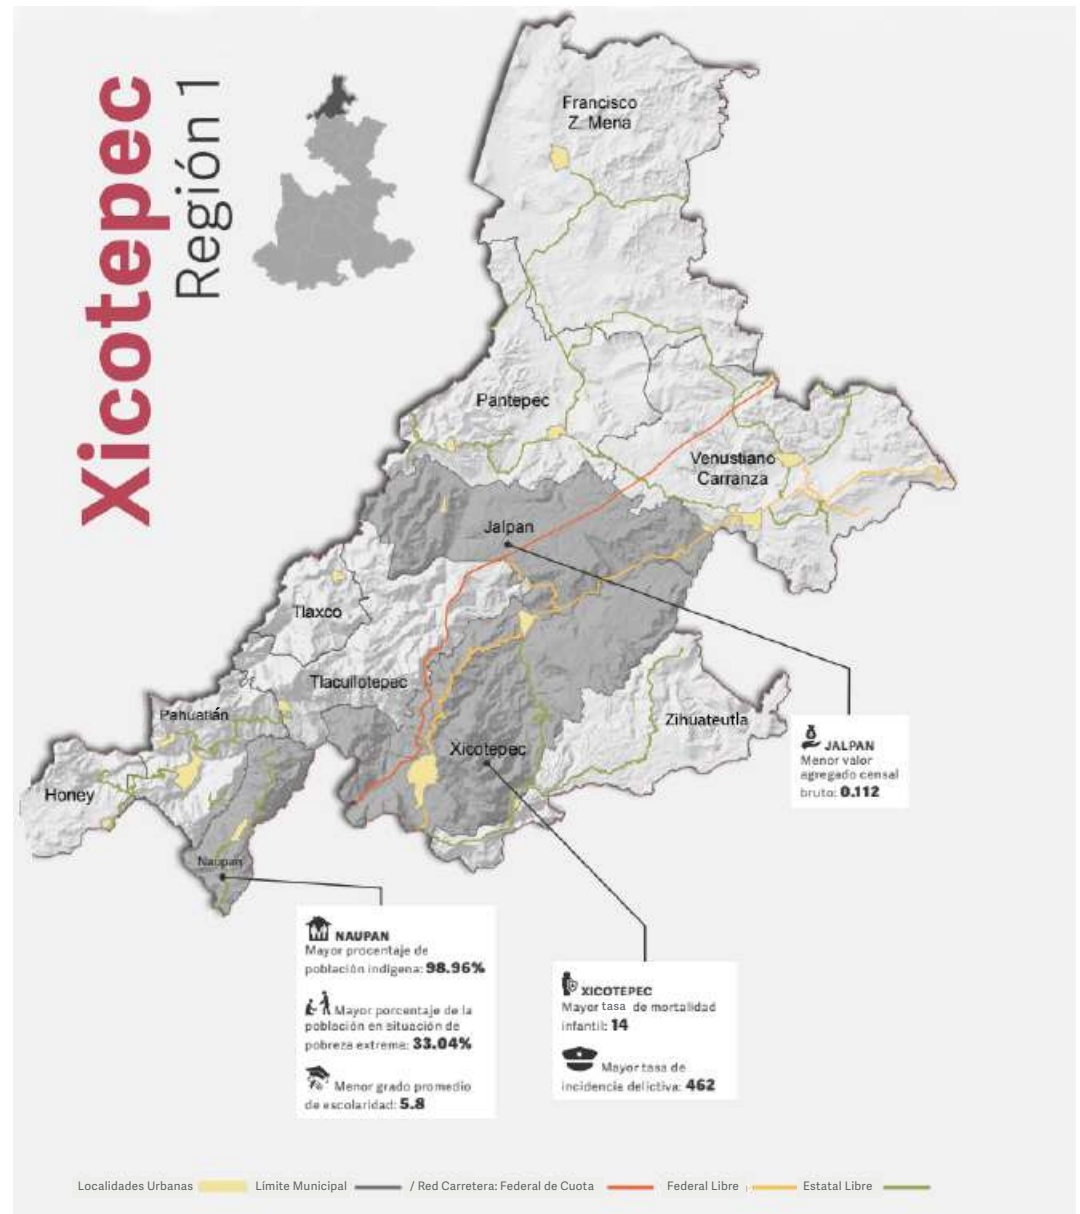 Xicotepec
Región 1
Francisco
Z. Mena
Pantepec
Venustiano
Carranza
Jalpan
Tlaxco
Tlacuilotepec
Pahuatlán
Zihuateutla
Xicotepec
Honey
Naupan
JALPAN
Menor valor
agregado censal
bruto: 0.112
NAUPAN
Mayor procentaje de
población indígena: 98.96%
Mayor porcentaje de la
población en situación de
pobreza extrema: 33.04%
Menor grado promedio
de escolaridad: 5.8
XICOTEPEC
Mayor tasa de mortalidad
infantil: 14
Mayor tasa de
incidencia delictiva: 462
Localidades Urbanas Límite Municipal / Red Carretera: Federal de Cuota Federal Libre Estatal Libre